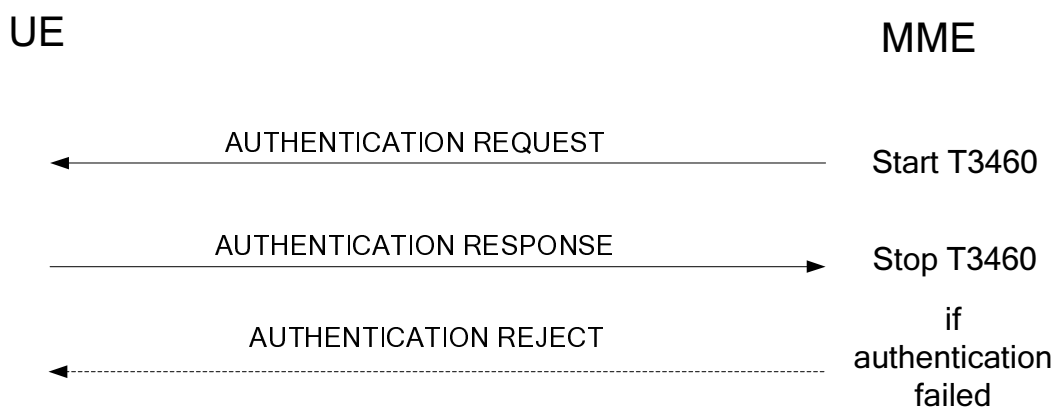 UE
MME
AUTHENTICATION REQUEST
Start T3460
AUTHENTICATION RESPONSE
Stop T3460
AUTHENTICATION REJECT
if
authentication
failed